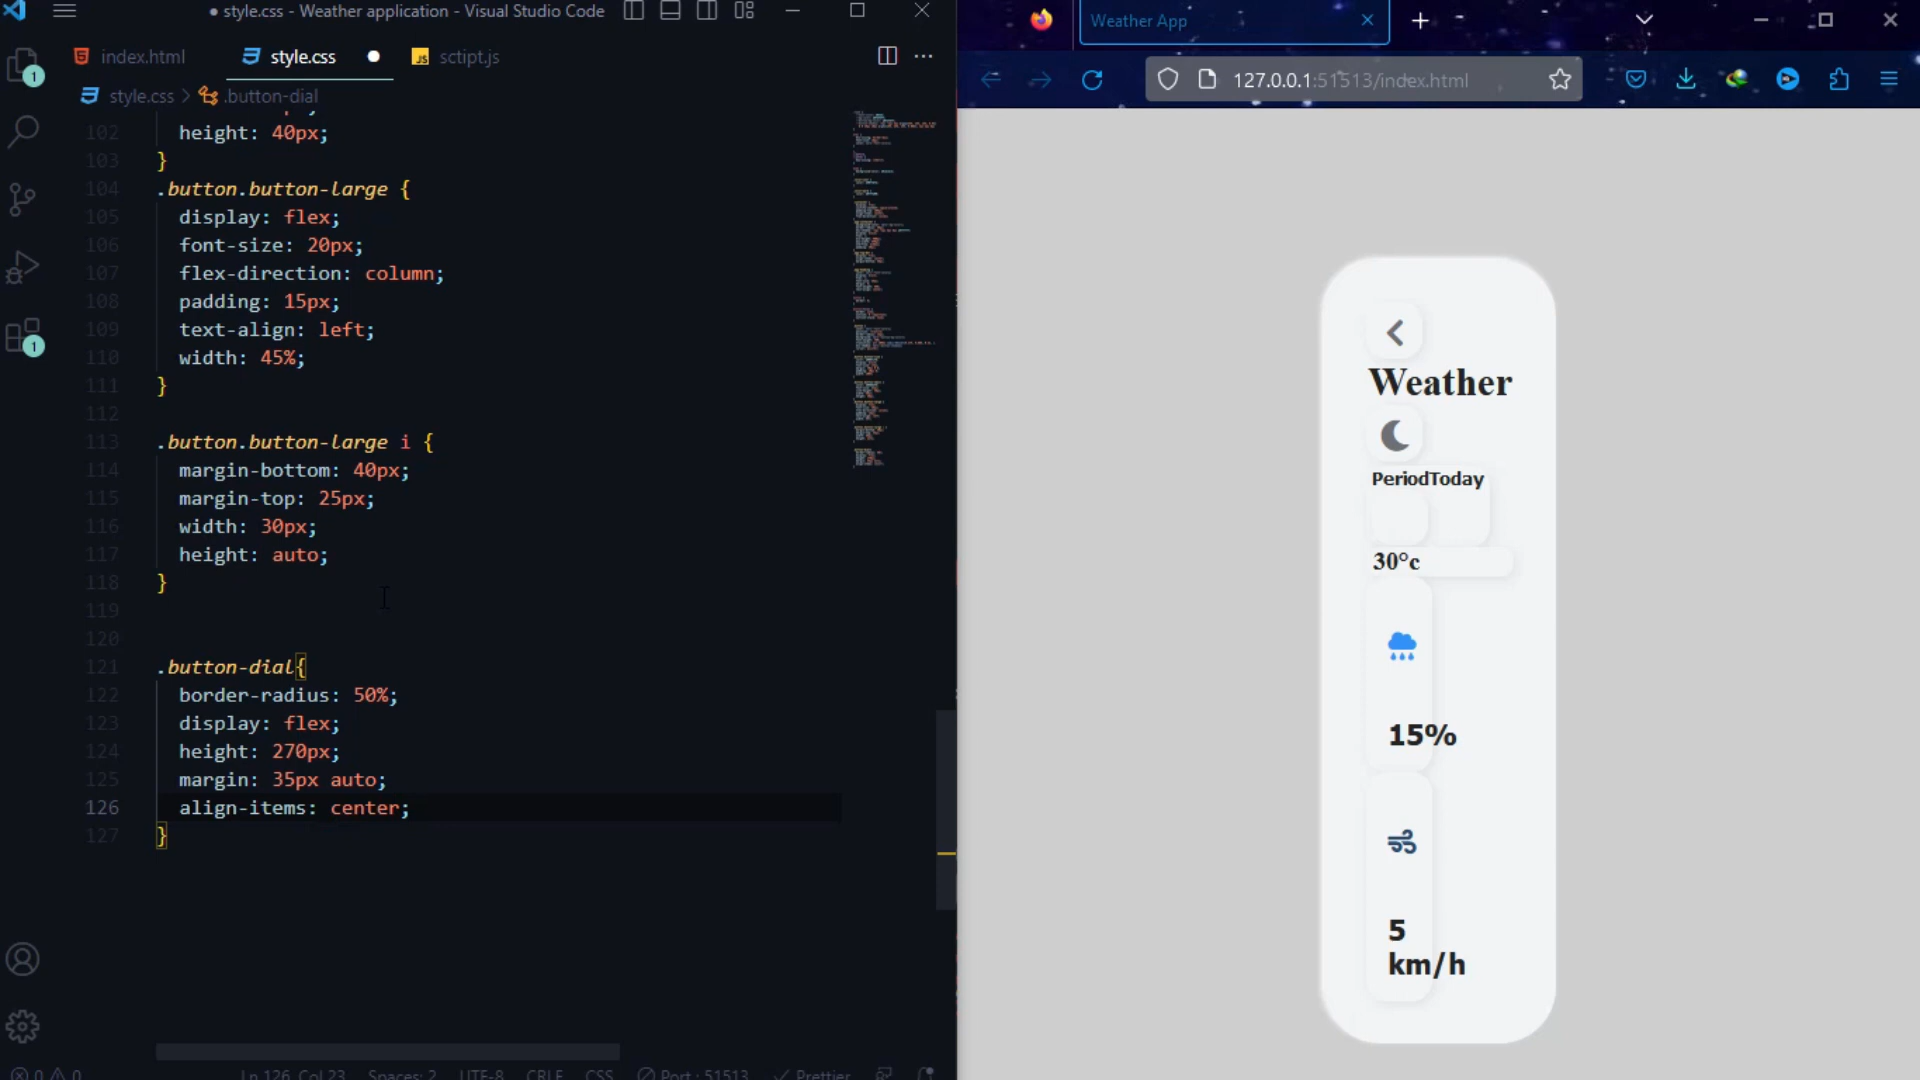 ● style.css - Weather application - Visual Studio Code
index.html
style.css
JS sctipt.js
style.css > .button-dial
1
102 height: 40px;
103 }
104 .button.button-large {
105 display: flex;
106 font-size: 20px;
107 flex-direction: column;
108 padding: 15px;
109 text-align: left;
110 width: 45%;
111 }
112
113 .button.button-large i {
114 margin-bottom: 40px;
115 margin-top: 25px;
116 width: 30px;
117 height: auto;
118 }
119
120
121 .button-dial{
122 border-radius: 50%;
123 display: flex;
124 height: 270px;
125 margin: 35px auto;
126 align-items: center;
127 }
1
0 0 Ln 126, Col 23 Spaces: 2 UTF-8 CRLF CSS Port : 51513 Prettier
Weather App
127.0.0.1:51513/index.html
Weather
PeriodToday
30°c
15%
5
km/h